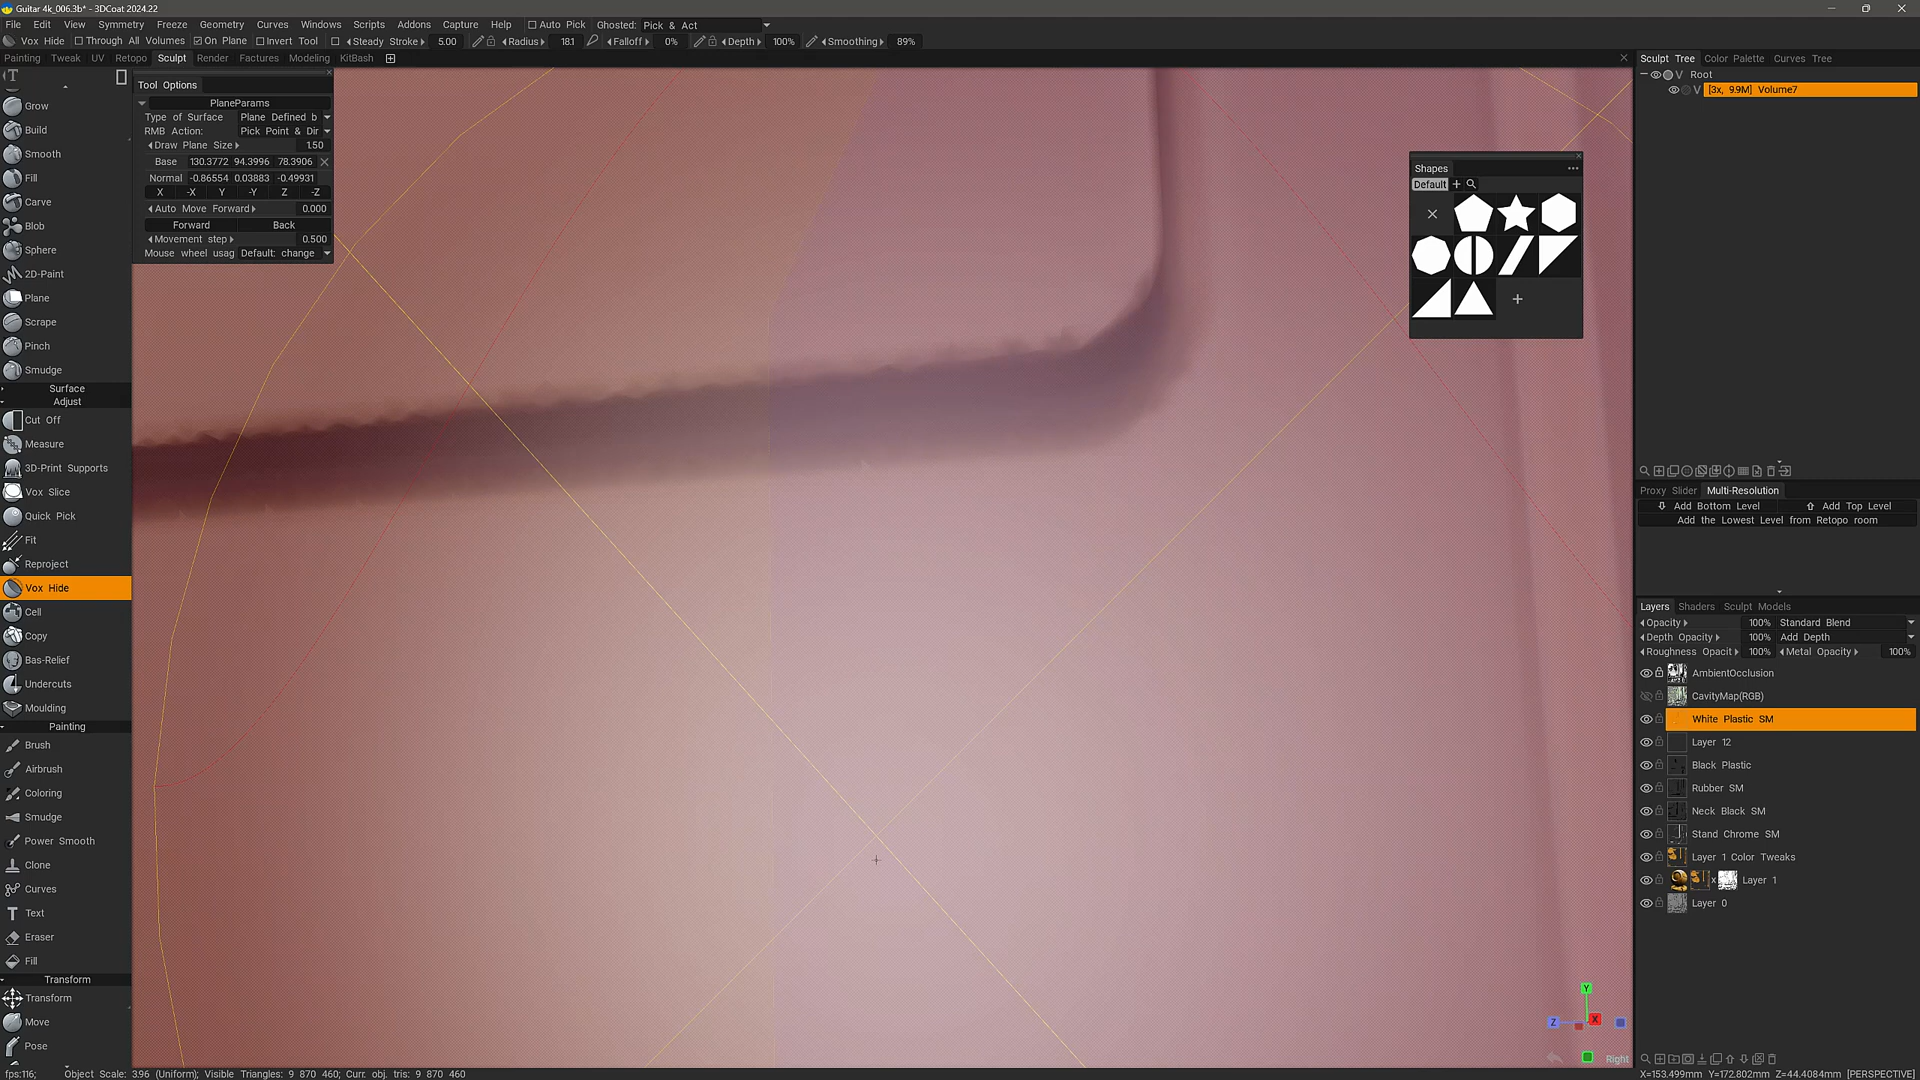 Guitar 4k_006.3b* - 3DCoat 2024.22
File Edit View Symmetry Freeze Geometry Curves Windows Scripts Addons Capture Help Auto Pick Ghosted: Pick & Act
Vox Hide Through All Volumes On Plane Invert Tool Steady Stroke 5.00 Radius 18.1 Falloff 0% Depth 100% Smoothing 89%
Painting Tweak UV Retopo Sculpt Render Factures Modeling KitBash
Grow
Build
Smooth
Fill
Carve
Blob
Sphere
2D-Paint
Plane
Scrape
Pinch
Smudge
Surface
Adjust
Cut Off
Measure
3D-Print Supports
Vox Slice
Quick Pick
Fit
Reproject
Vox Hide
Cell
Copy
Bas-Relief
Undercuts
Moulding
Painting
Brush
Airbrush
Coloring
Smudge
Power Smooth
Clone
Curves
Text
Eraser
Fill
Transform
Transform
Move
Pose
Tool Options
PlaneParams
Type of Surface Plane Defined b
RMB Action: Pick Point & Dir
Draw Plane Size 1.50
Base 130.3772 94.3996 78.3906
Normal -0.86554 0.03883 -0.49931
X -X Y -Y Z -Z
Auto Move Forward 0.000
Forward Back
Movement step 0.500
Mouse wheel usag Default: change
Shapes
Default
Y
Z X
Right
Sculpt Tree Color Palette Curves Tree
V Root
V [3x, 9.9M] Volume7
Proxy Slider Multi-Resolution
Add Bottom Level Add Top Level
Add the Lowest Level from Retopo room
Layers Shaders Sculpt Models
Opacity 100% Standard Blend
Depth Opacity 100% Add Depth
Roughness Opacit 100% Metal Opacity 100%
AmbientOcclusion
CavityMap(RGB)
White Plastic SM
Layer 12
Black Plastic
Rubber SM
Neck Black SM
Stand Chrome SM
Layer 1 Color Tweaks
Layer 1
Layer 0
fps:116; Object Scale: 3.96 (Uniform); Visible Triangles: 9 870 460; Curr. obj. tris: 9 870 460
X=153.499mm Y=172.802mm Z=44.4084mm [PERSPECTIVE]